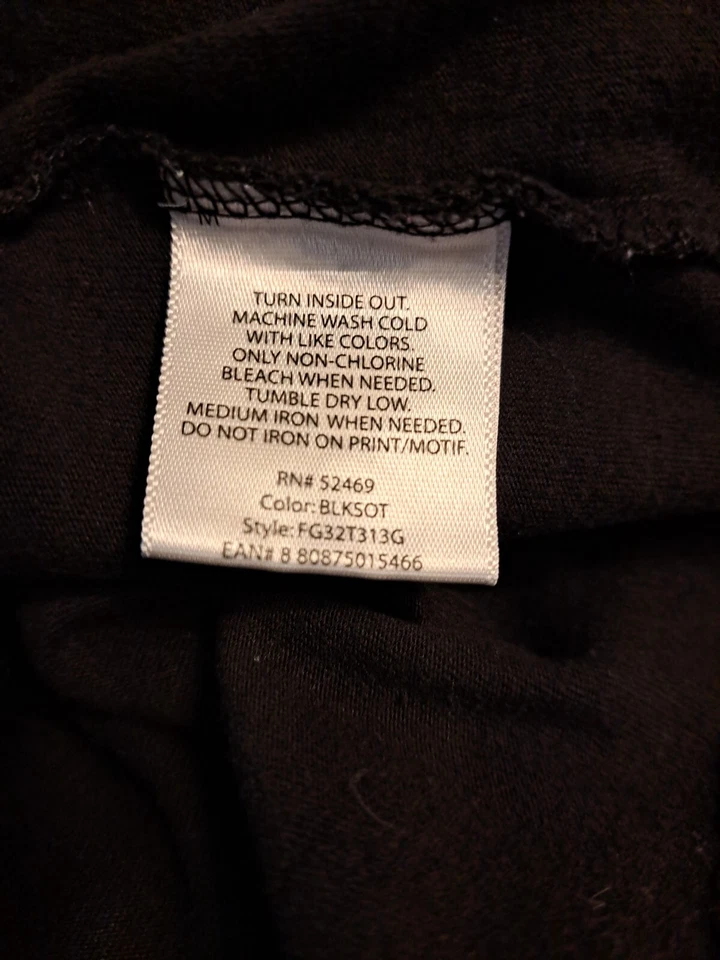 M
TURN INSIDE OUT.
MACHINE WASH COLD
WITH LIKE COLORS.
ONLY NON-CHLORINE
BLEACH WHEN NEEDED.
TUMBLE DRY LOW.
MEDIUM IRON WHEN NEEDED.
DO NOT IRON ON PRINT/MOTIF.
RN# 52469
Color: BLKSOT
Style: FG32T313G
EAN# 8 80875015466